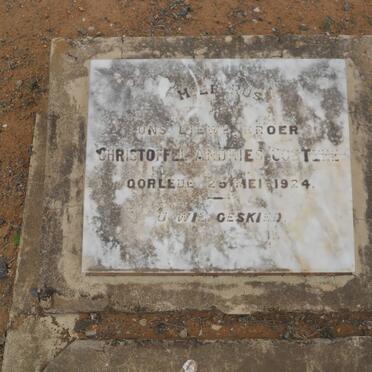 HIER RUS
ONS LIEWE BROER
CHRISTOFFEL ANDRIES COETZEE
OORLEDE 25 MEI 1924.
U WIL GESKIED